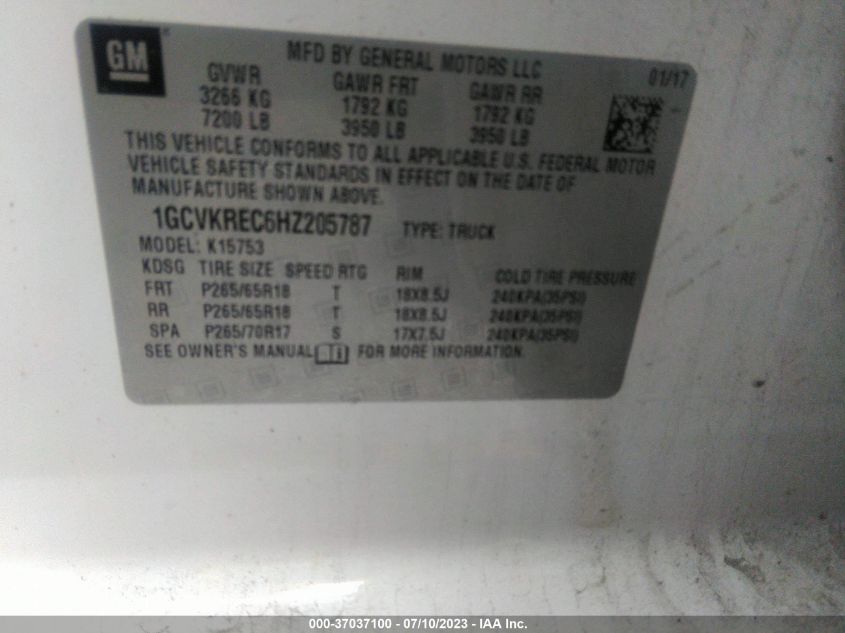 GM
MFD BY GENERAL MOTORS LLC
01/17
GVWR GAWR FRT GAWR RR
3266 KG 1792 KG 1792 KG
7200 LB 3950 LB 3950 LB
THIS VEHICLE CONFORMS TO ALL APPLICABLE U.S. FEDERAL MOTOR
VEHICLE SAFETY STANDARDS IN EFFECT ON THE DATE OF
MANUFACTURE SHOWN ABOVE.
1GCVKREC6HZ205787 TYPE: TRUCK
MODEL: K15753
KDSG TIRE SIZE SPEED RTG RIM COLD TIRE PRESSURE
FRT P265/65R18 T 18X8.5J 240KPA(35PSI)
RR P265/65R18 T 18X8.5J 240KPA(35PSI)
SPA P265/70R17 S 17X7.5J 240KPA(35PSI)
SEE OWNER'S MANUAL FOR MORE INFORMATION.
000-37037100 - 07/10/2023 - © IAA Inc.